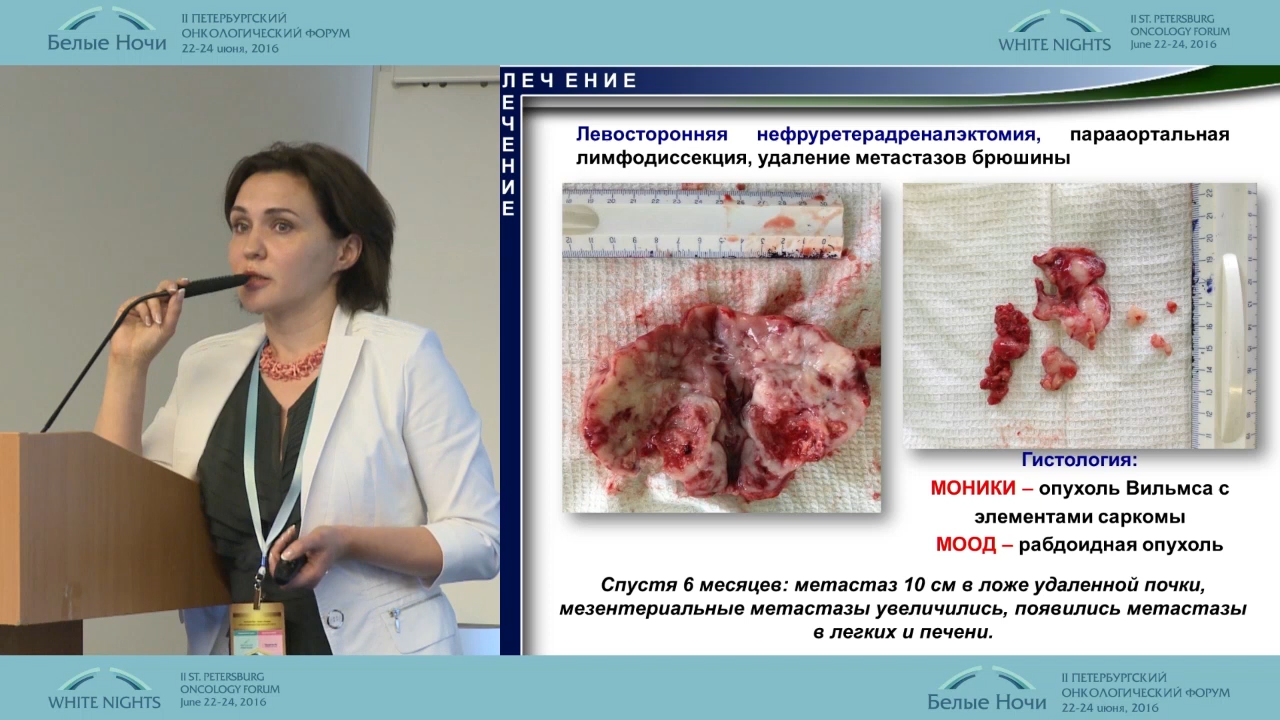 Белые Ночи
II ПЕТЕРБУРГСКИЙ
ОНКОЛОГИЧЕСКИЙ ФОРУМ
22-24 июня, 2016
WHITE NIGHTS
II ST. PETERSBURG
ONCOLOGY FORUM
June 22-24, 2016
ЛЕЧЕНИЕ
ЛЕЧЕНИЕ
Левосторонняя нефруретерадреналэктомия, парааортальная
лимфодиссекция, удаление метастазов брюшины
Гистология:
МОНИКИ – опухоль Вильмса с
элементами саркомы
МООД – рабдоидная опухоль
Спустя 6 месяцев: метастаз 10 см в ложе удаленной почки,
мезентериальные метастазы увеличились, появились метастазы
в легких и печени.
WHITE NIGHTS
II ST. PETERSBURG
ONCOLOGY FORUM
June 22-24, 2016
Белые Ночи
II ПЕТЕРБУРГСКИЙ
ОНКОЛОГИЧЕСКИЙ ФОРУМ
22-24 июня, 2016